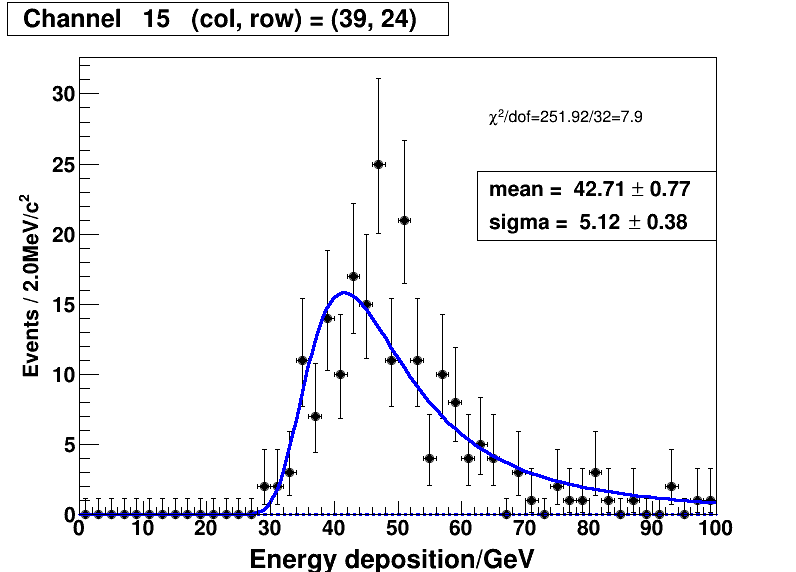 Channel 15 (col, row) = (39, 24)
χ²/dof=251.92/32=7.9
mean = 42.71 ± 0.77
sigma = 5.12 ± 0.38
Events / 2.0MeV/c²
30
25
20
15
10
5
0
0 10 20 30 40 50 60 70 80 90 100
Energy deposition/GeV